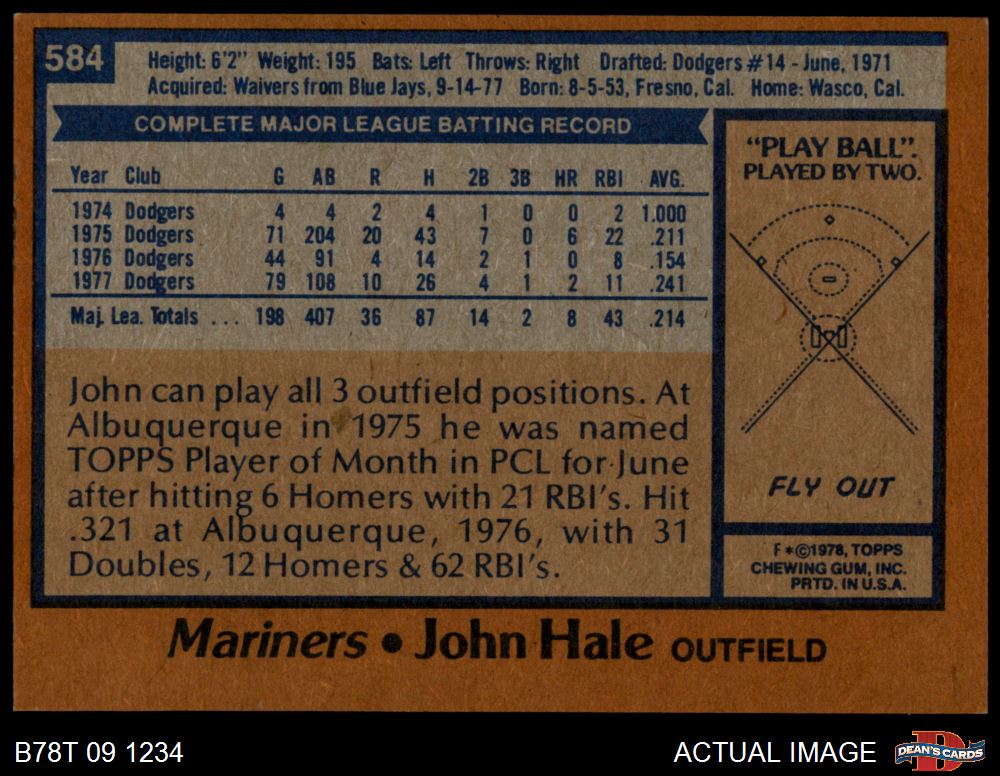 584
Height: 6'2" Weight: 195 Bats: Left Throws: Right Drafted: Dodgers #14 - June, 1971
Acquired: Waivers from Blue Jays, 9-14-77 Born: 8-5-53, Fresno, Cal. Home: Wasco, Cal.
COMPLETE MAJOR LEAGUE BATTING RECORD
Year Club G AB R H 2B 3B HR RBI AVG.
1974 Dodgers 4 4 2 4 1 0 0 2 1.000
1975 Dodgers 71 204 20 43 7 0 6 22 .211
1976 Dodgers 44 91 4 14 2 1 0 8 .154
1977 Dodgers 79 108 10 26 4 1 2 11 .241
Maj. Lea. Totals ... 198 407 36 87 14 2 8 43 .214
John can play all 3 outfield positions. At
Albuquerque in 1975 he was named
TOPPS Player of Month in PCL for June
after hitting 6 Homers with 21 RBI's. Hit
.321 at Albuquerque, 1976, with 31
Doubles, 12 Homers & 62 RBI's.
"PLAY BALL".
PLAYED BY TWO.
FLY OUT
F*©1978, TOPPS
CHEWING GUM, INC.
PRTD. IN U.S.A.
Mariners • John Hale OUTFIELD
B78T 09 1234
ACTUAL IMAGE
D
DEAN'S CARDS